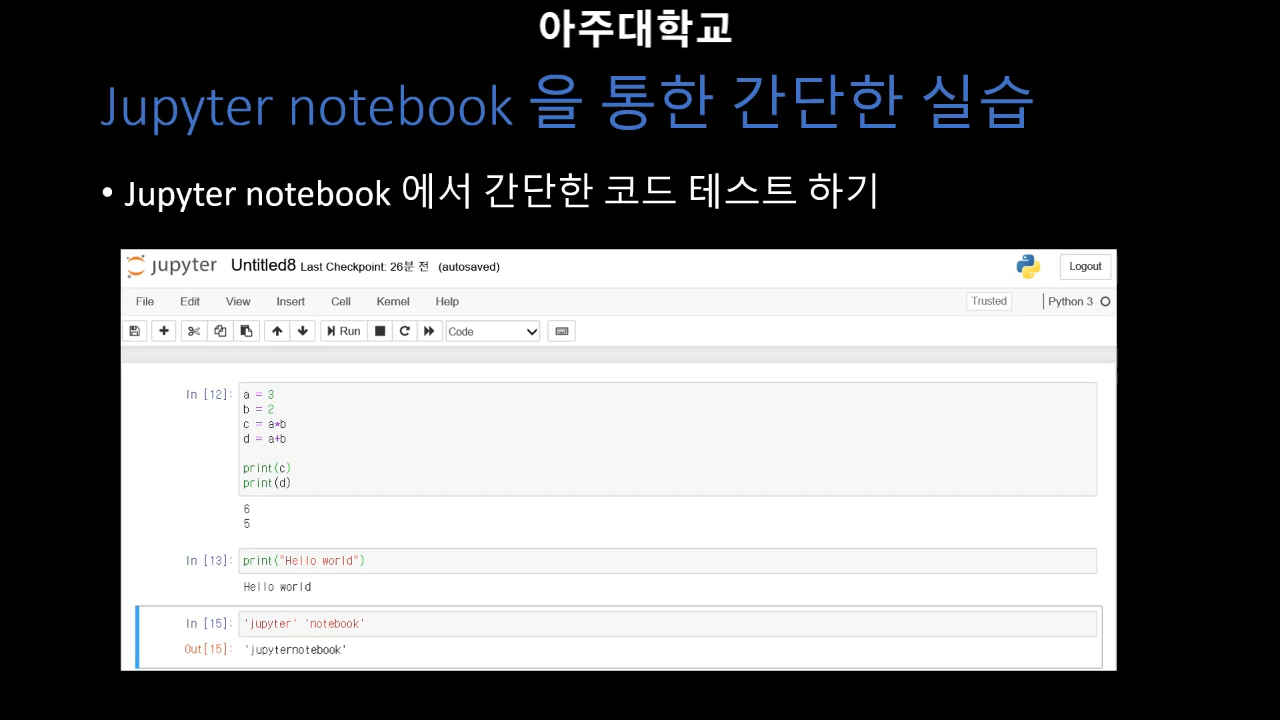 아주대학교
Jupyter notebook 을 통한 간단한 실습
• Jupyter notebook 에서 간단한 코드 테스트 하기
jupyter Untitled8 Last Checkpoint: 26분 전 (autosaved) Logout
File Edit View Insert Cell Kernel Help Trusted Python 3
Run Code
In [12]: a = 3
b = 2
c = a*b
d = a+b
print(c)
print(d)
6
5
In [13]: print("Hello world")
Hello world
In [15]: 'jupyter' 'notebook'
Out[15]: 'jupyternotebook'